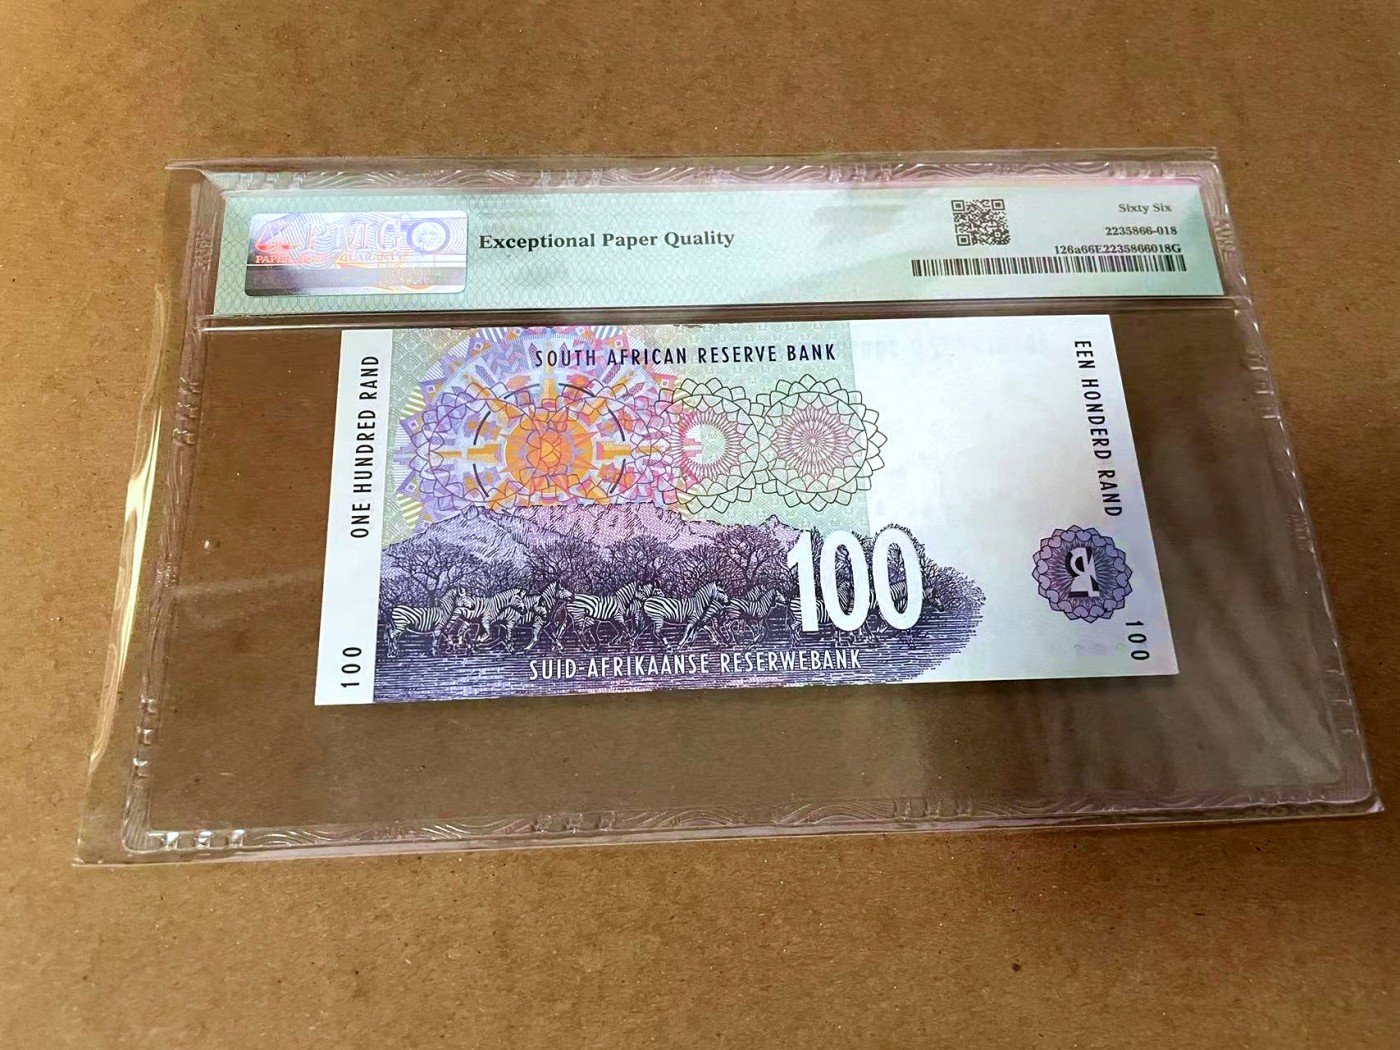 PMG
Exceptional Paper Quality
Sixty Six
2235866-018
126a66E2235866018G
SOUTH AFRICAN RESERVE BANK
ONE HUNDRED RAND
EEN HONDERD RAND
100
SUID-AFRIKAANSE RESERWEBANK
100
100